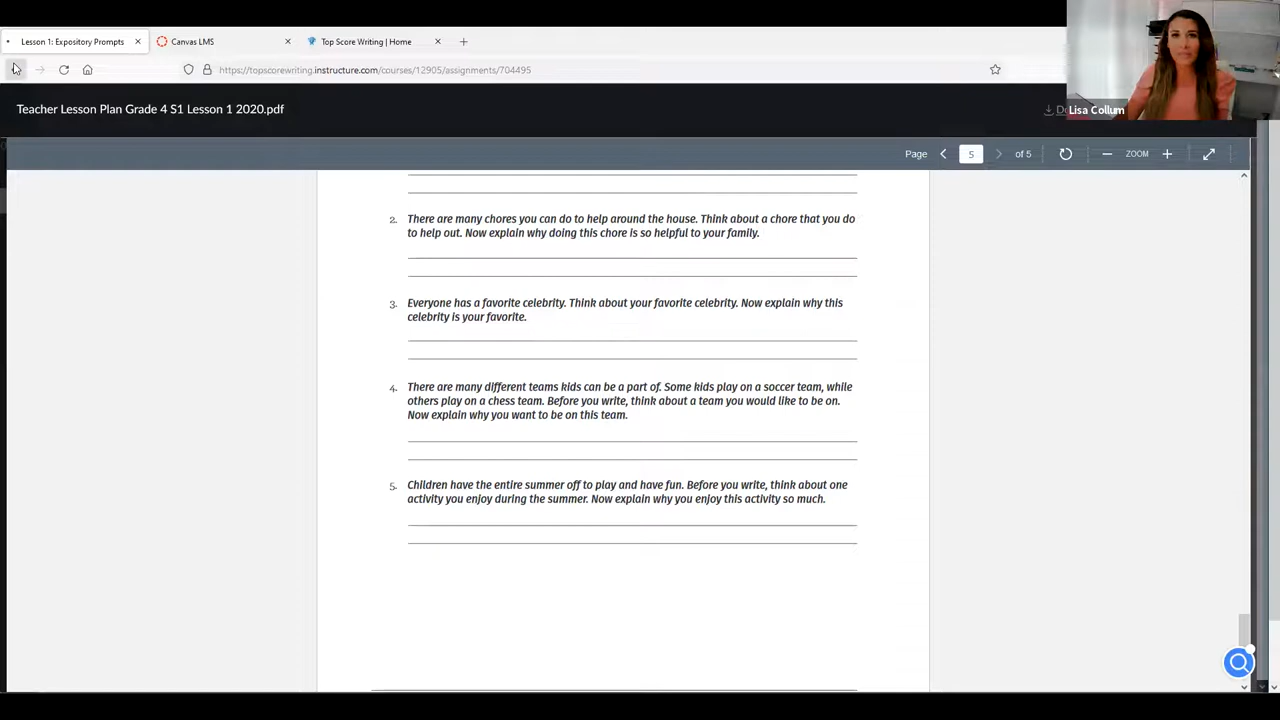 Lesson 1: Expository Prompts
Canvas LMS
Top Score Writing | Home
https://topscorewriting.instructure.com/courses/12905/assignments/704495
Teacher Lesson Plan Grade 4 S1 Lesson 1 2020.pdf
Lisa Collum
Page 5 of 5 ZOOM
2. There are many chores you can do to help around the house. Think about a chore that you do
to help out. Now explain why doing this chore is so helpful to your family.
3. Everyone has a favorite celebrity. Think about your favorite celebrity. Now explain why this
celebrity is your favorite.
4. There are many different teams kids can be a part of. Some kids play on a soccer team, while
others play on a chess team. Before you write, think about a team you would like to be on.
Now explain why you want to be on this team.
5. Children have the entire summer off to play and have fun. Before you write, think about one
activity you enjoy during the summer. Now explain why you enjoy this activity so much.